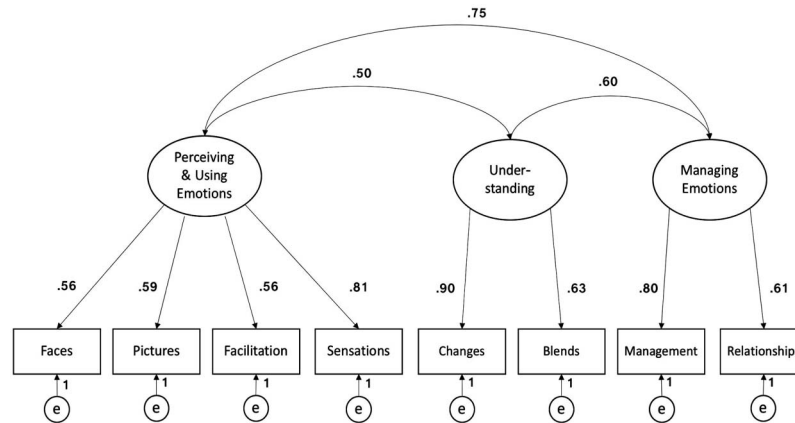 .75
.50
.60
Perceiving
& Using
Emotions
Under-
standing
Managing
Emotions
.56
.59
.56
.81
.90
.63
.80
.61
Faces
Pictures
Facilitation
Sensations
Changes
Blends
Management
Relationship
1
1
1
1
1
1
1
1
e
e
e
e
e
e
e
e